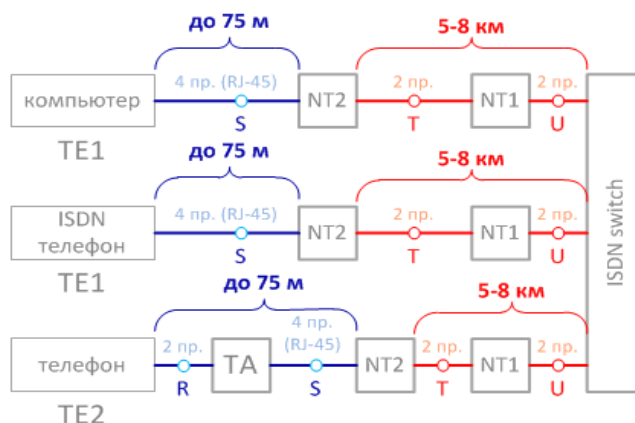 до 75 м 5-8 км
компьютер 4 пр. (RJ-45) NT2 2 пр. NT1 2 пр.
TE1 S T U
до 75 м 5-8 км
ISDN
телефон 4 пр. (RJ-45) NT2 2 пр. NT1 2 пр.
TE1 S T U
до 75 м 5-8 км
телефон 2 пр. TA 4 пр.
(RJ-45) NT2 2 пр. NT1 2 пр.
TE2 R S T U
ISDN switch